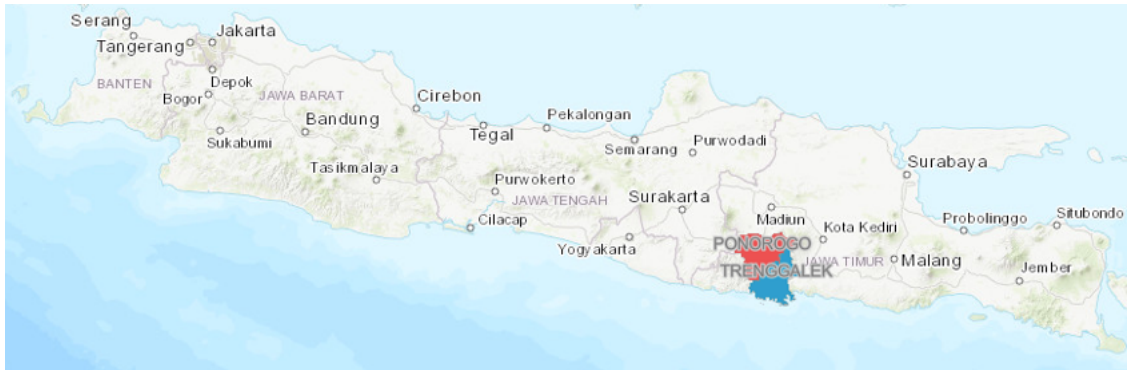 Serang
Jakarta
Tangerang
Depok
BANTEN
Bogor
JAWA BARAT
Cirebon
Bandung
Sukabumi
Tegal
Pekalongan
Semarang
Purwodadi
Tasikmalaya
Purwokerto
JAWA TENGAH
Surakarta
Cilacap
Yogyakarta
Surabaya
Madiun
Kota Kediri
Probolinggo
Situbondo
PONOROGO
JAWA TIMUR
Malang
TRENGGALEK
Jember